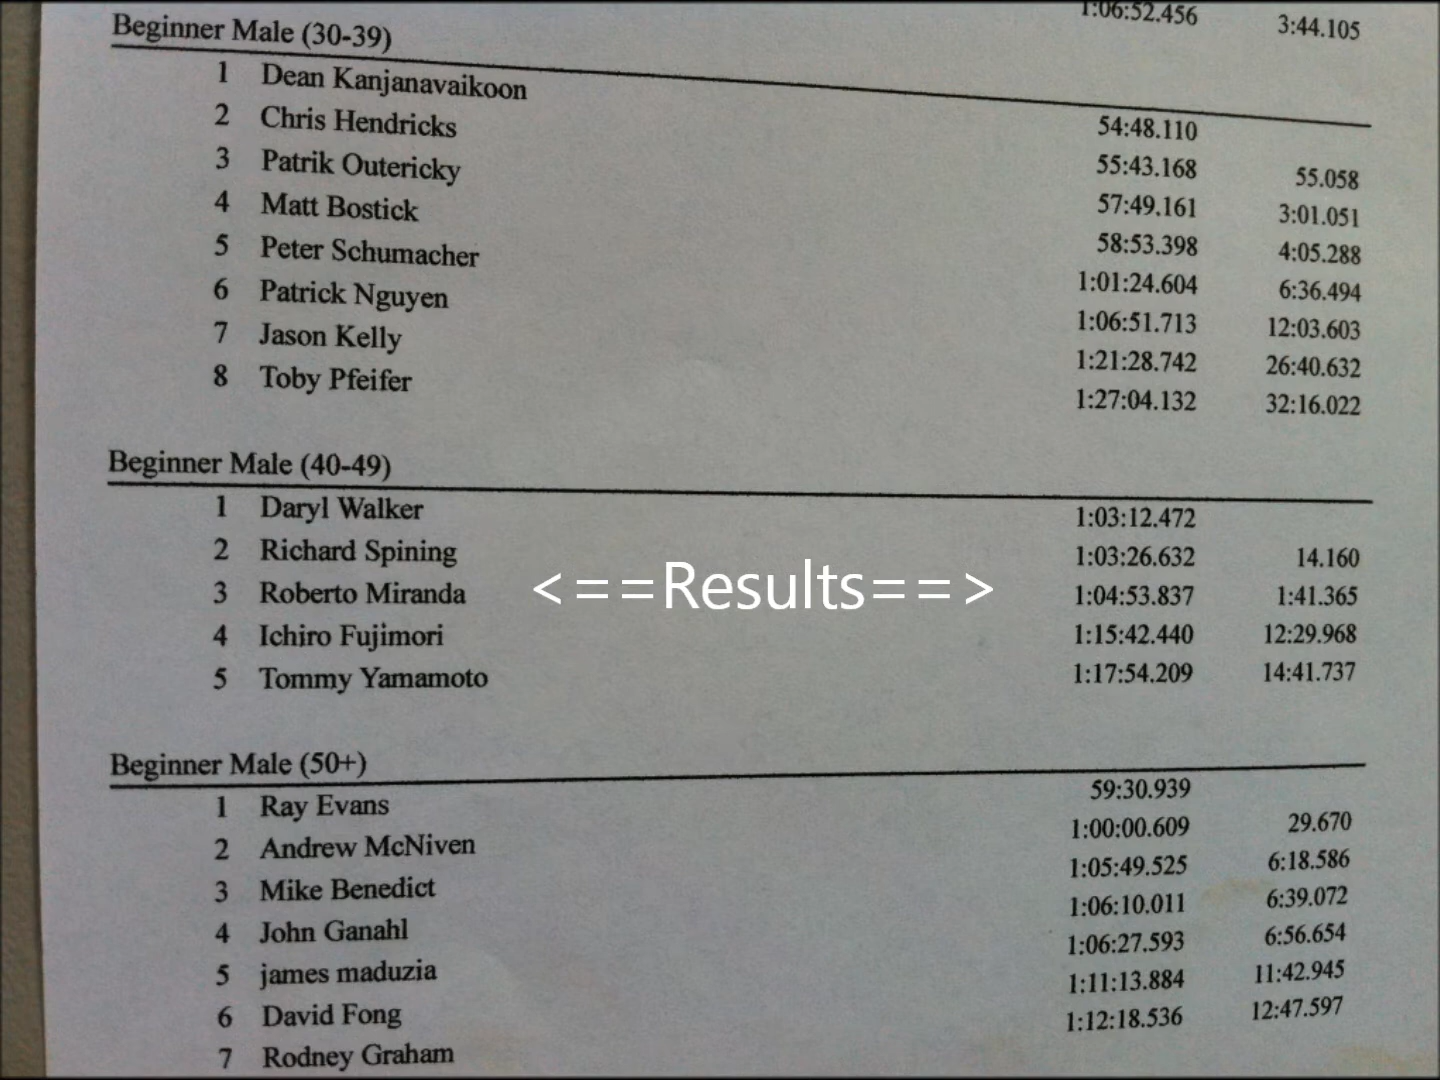 1:06:52.456 3:44.105
Beginner Male (30-39)
1 Dean Kanjanavaikoon 54:48.110
2 Chris Hendricks 55:43.168 55.058
3 Patrik Outericky 57:49.161 3:01.051
4 Matt Bostick 58:53.398 4:05.288
5 Peter Schumacher 1:01:24.604 6:36.494
6 Patrick Nguyen 1:06:51.713 12:03.603
7 Jason Kelly 1:21:28.742 26:40.632
8 Toby Pfeifer 1:27:04.132 32:16.022
Beginner Male (40-49)
1 Daryl Walker 1:03:12.472
2 Richard Spining 1:03:26.632 14.160
3 Roberto Miranda 1:04:53.837 1:41.365
<==Results==>
4 Ichiro Fujimori 1:15:42.440 12:29.968
5 Tommy Yamamoto 1:17:54.209 14:41.737
Beginner Male (50+)
1 Ray Evans 59:30.939
2 Andrew McNiven 1:00:00.609 29.670
3 Mike Benedict 1:05:49.525 6:18.586
4 John Ganahl 1:06:10.011 6:39.072
5 james maduzia 1:06:27.593 6:56.654
6 David Fong 1:11:13.884 11:42.945
7 Rodney Graham 1:12:18.536 12:47.597